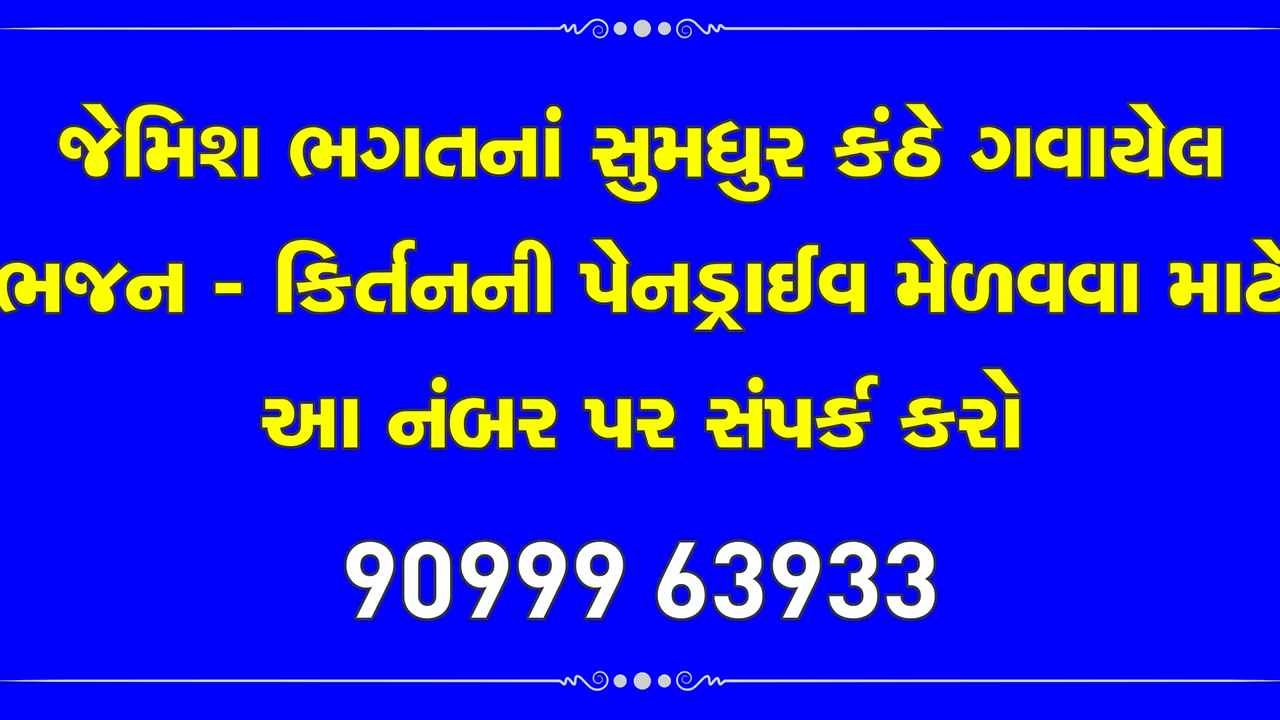 જેમિશ ભગતનાં સુમધુર કંઠે ગવાયેલ
ભજન - કિર્તનની પેનડ્રાઈવ મેળવવા માટે
આ નંબર પર સંપર્ક કરો
90999 63933